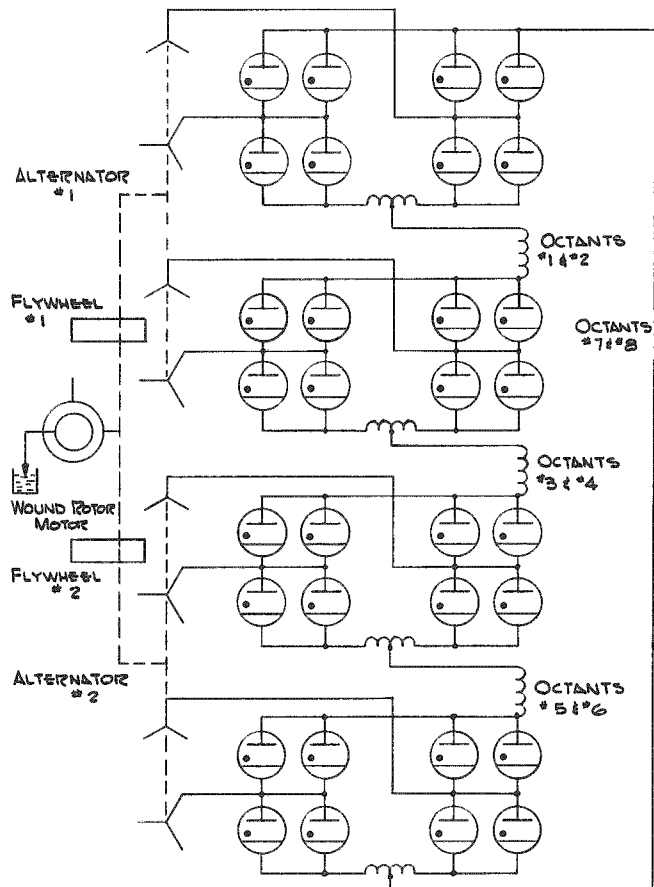 ALTERNATOR
#1
OCTANTS
#1 & #2
FLYWHEEL
#1
OCTANTS
#7 & #8
OCTANTS
#3 & #4
WOUND ROTOR
MOTOR
FLYWHEEL
#2
ALTERNATOR
#2
OCTANTS
#5 & #6